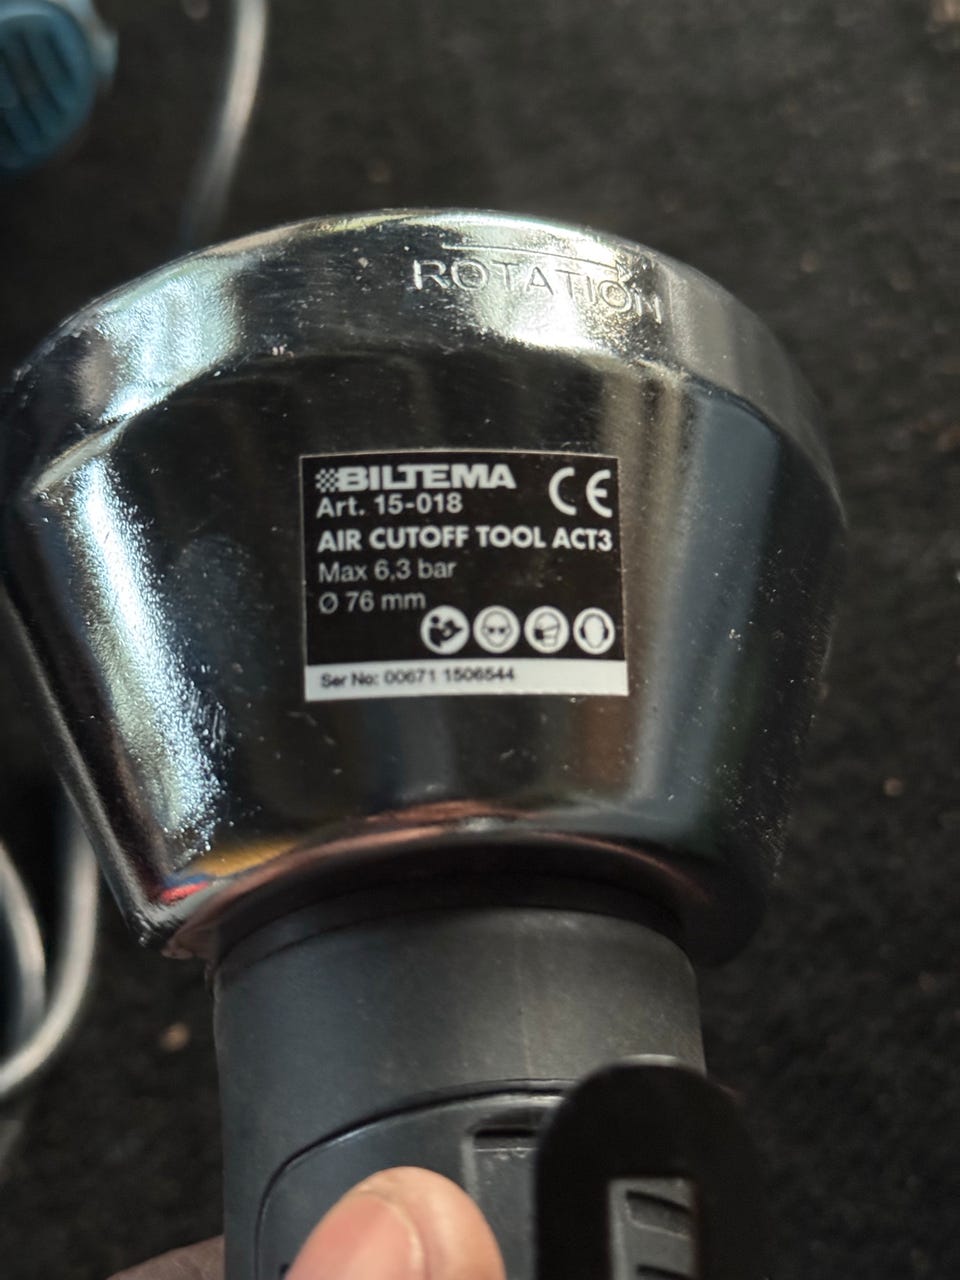 ROTATION
BILTEMA
CE
Art. 15-018
AIR CUTOFF TOOL ACT3
Max 6,3 bar
Ø 76 mm
Ser No: 00671 1506544